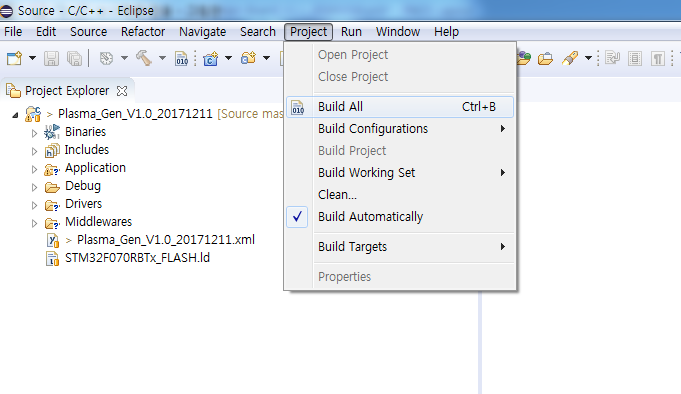 Source - C/C++ - Eclipse
File Edit Source Refactor Navigate Search Project Run Window Help
Project Explorer
> Plasma_Gen_V1.0_20171211 [Source mas
Binaries
Includes
Application
Debug
Drivers
Middlewares
> Plasma_Gen_V1.0_20171211.xml
STM32F070RBTx_FLASH.ld
Open Project
Close Project
Build All Ctrl+B
Build Configurations
Build Project
Build Working Set
Clean...
Build Automatically
Build Targets
Properties